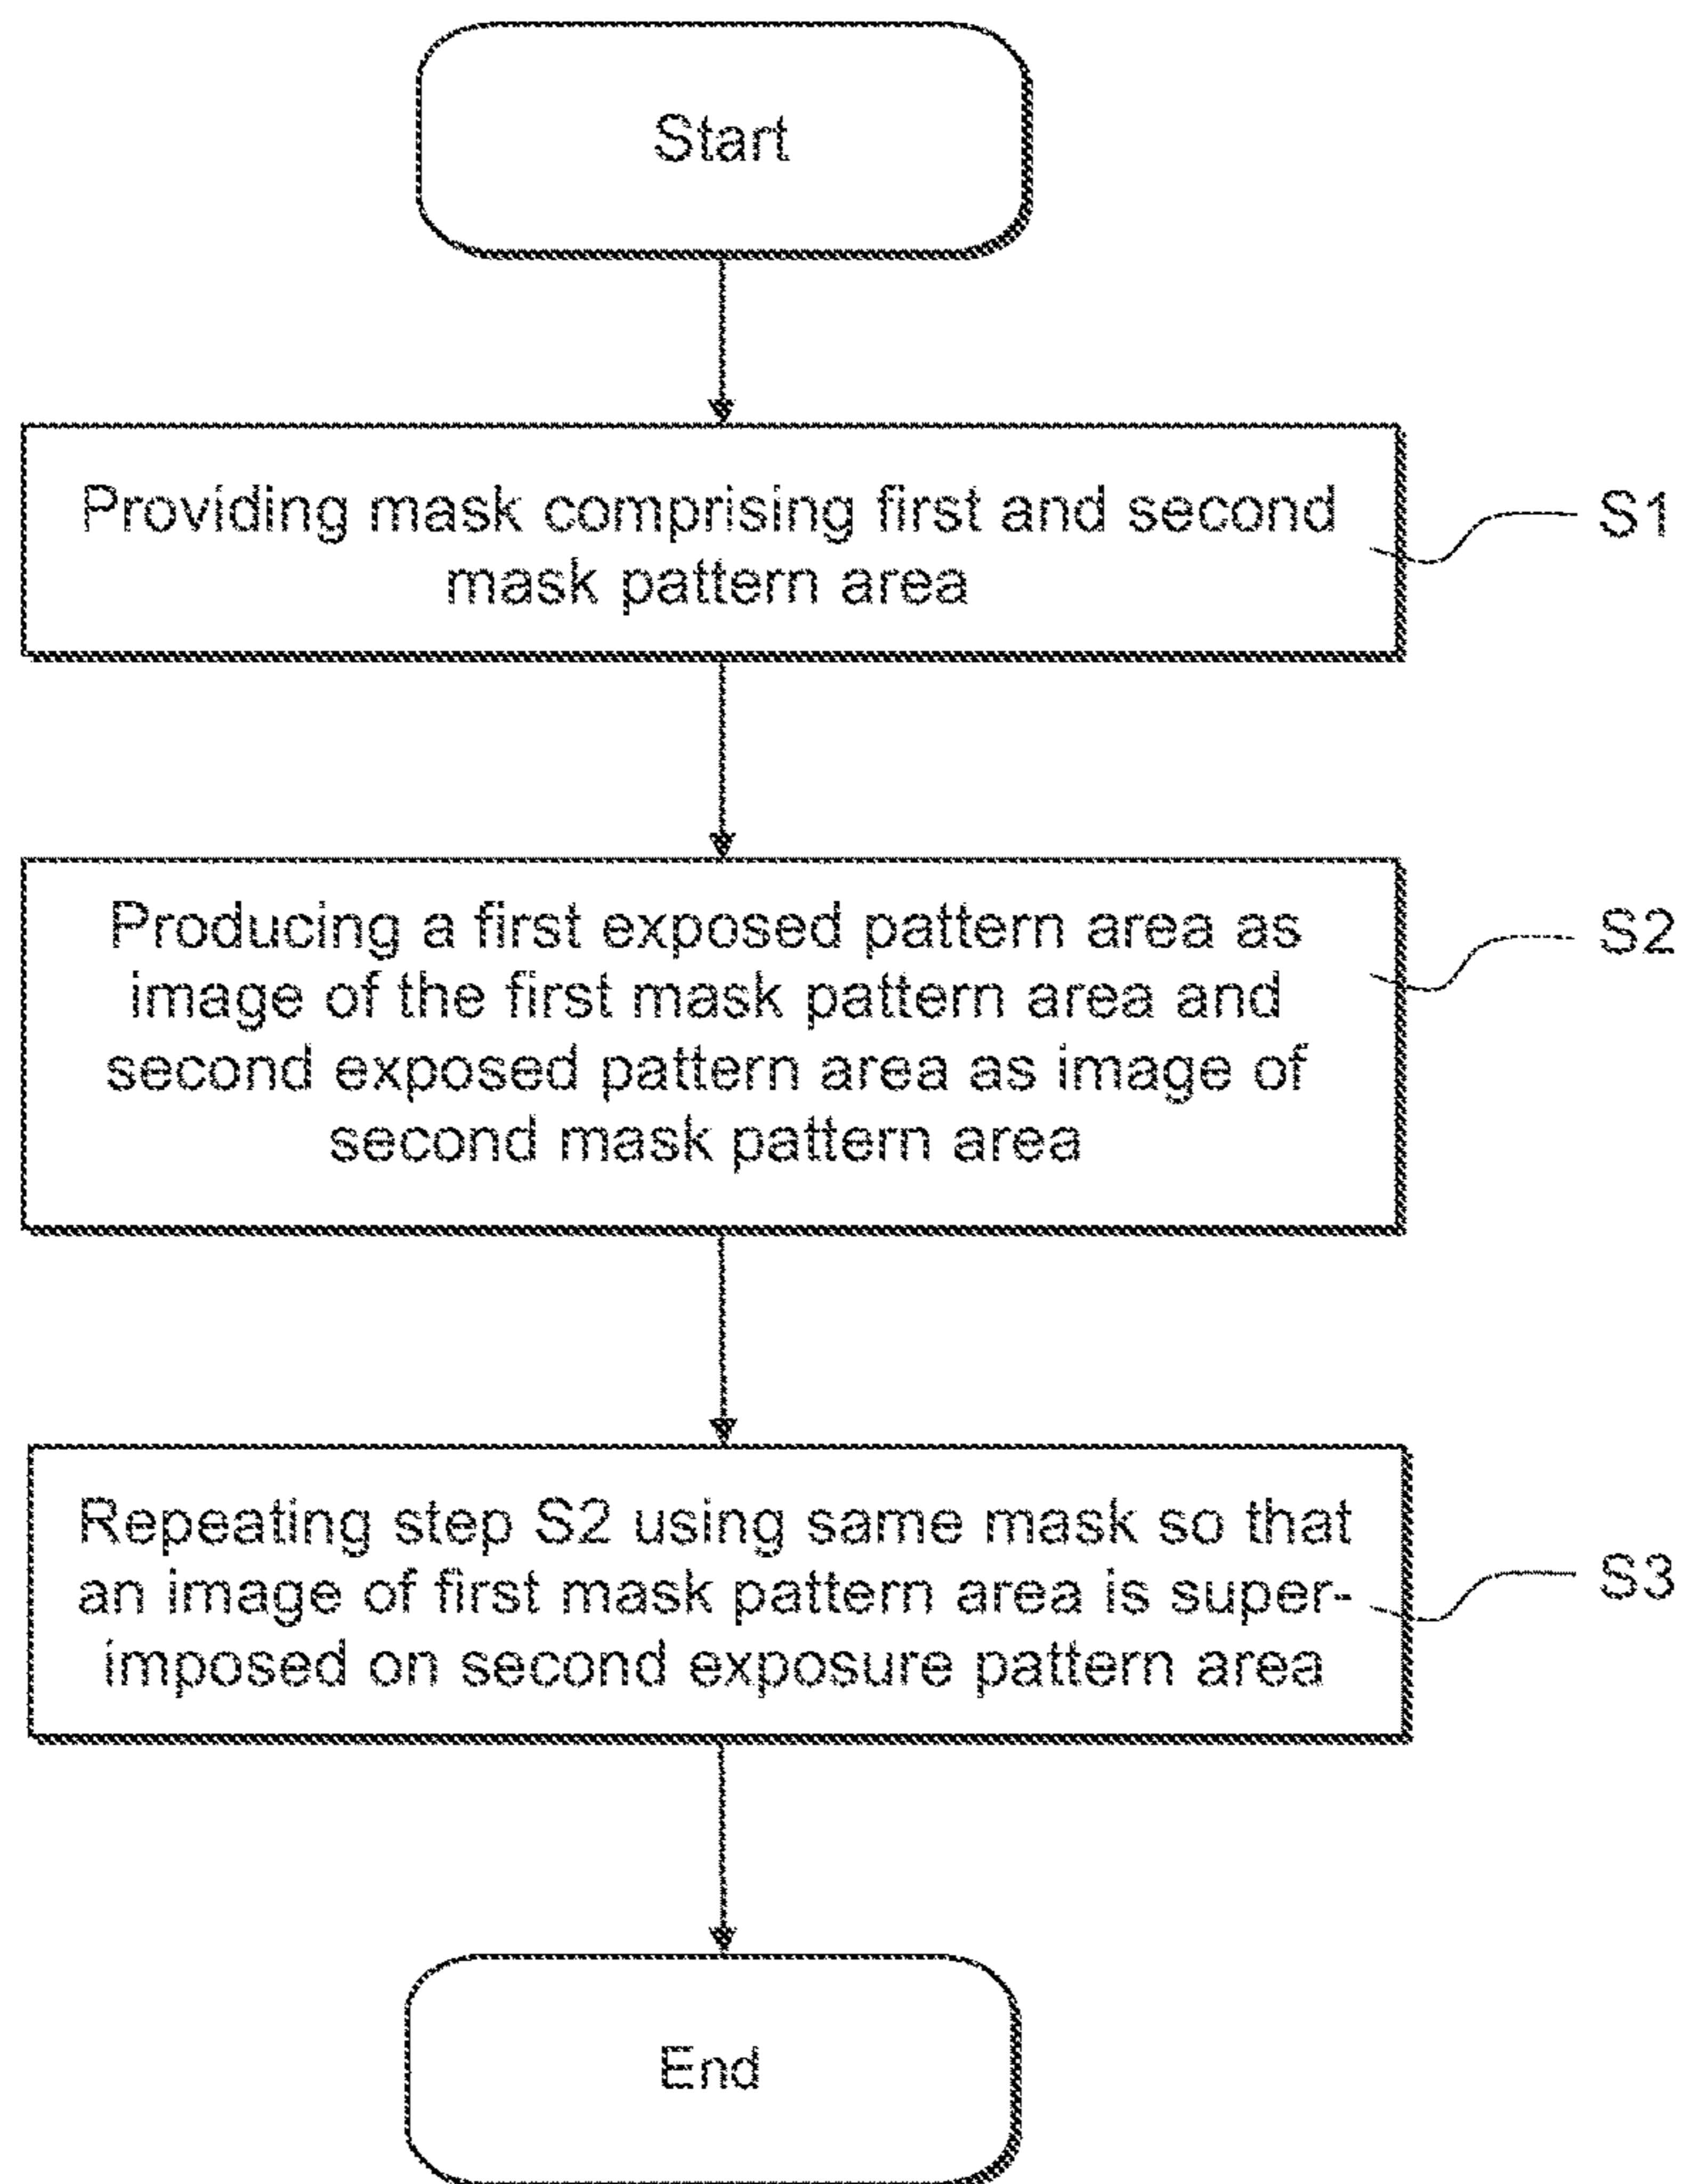 Start
Providing mask comprising first and second
mask pattern area
S1
Producing a first exposed pattern area as
image of the first mask pattern area and
second exposed pattern area as image of
second mask pattern area
S2
Repeating step S2 using same mask so that
an image of first mask pattern area is super-
imposed on second exposure pattern area
S3
End